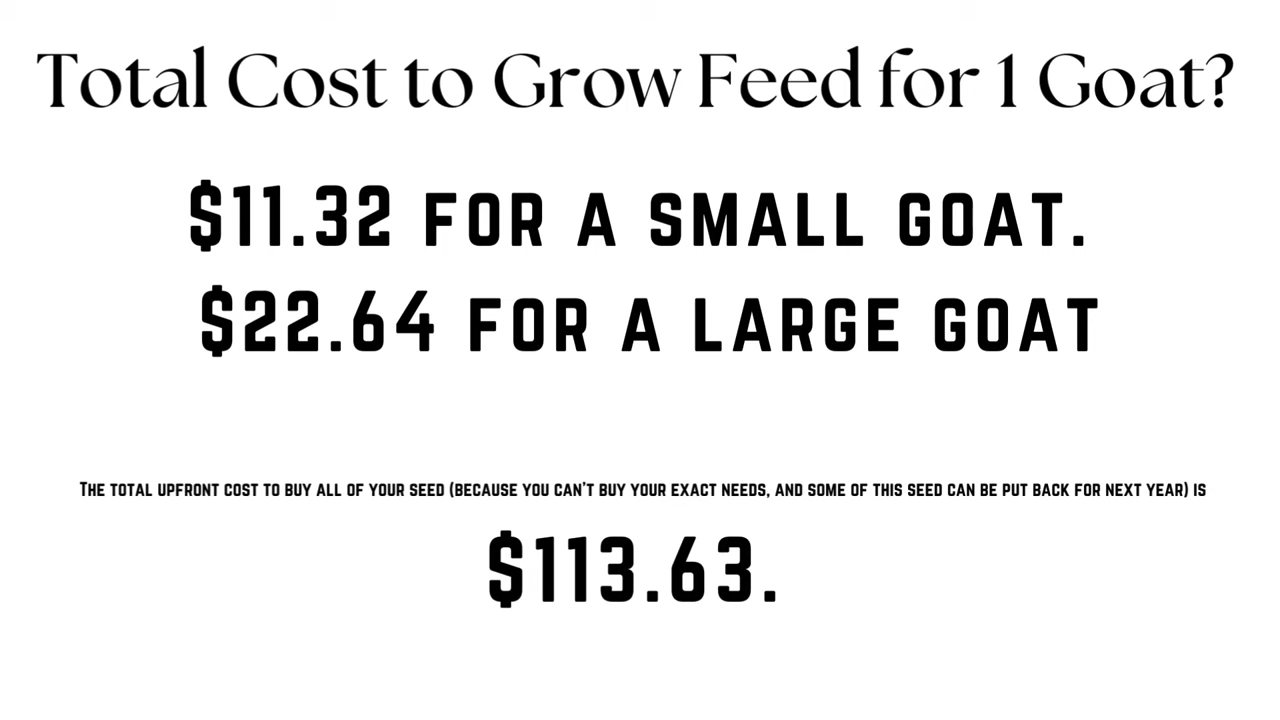 Total Cost to Grow Feed for 1 Goat?
$11.32 FOR A SMALL GOAT.
$22.64 FOR A LARGE GOAT
The total upfront cost to buy all of your seed (because you can't buy your exact needs, and some of this seed can be put back for next year) is
$113.63.